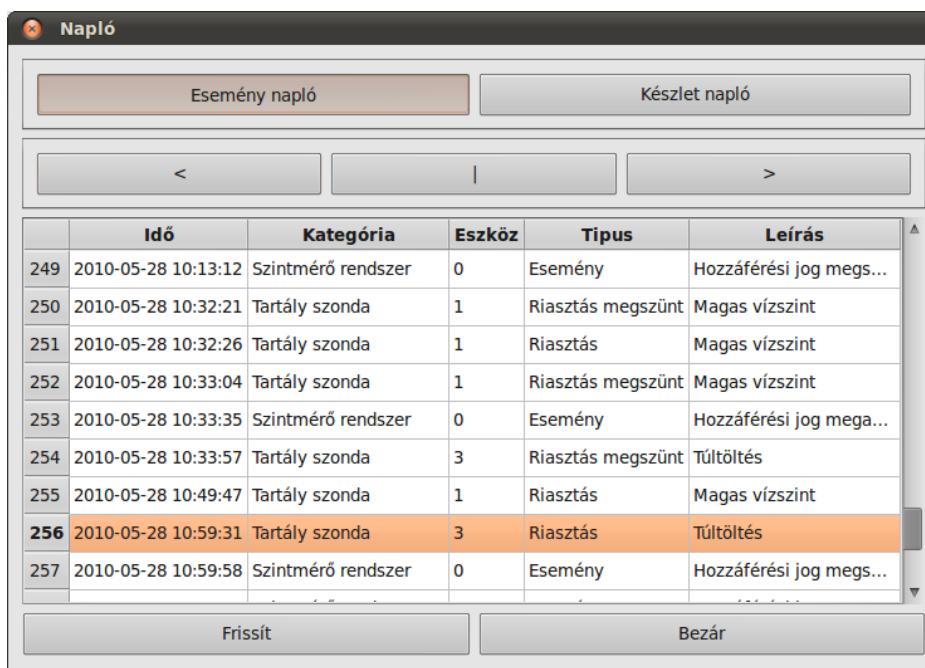 Napló
Esemény napló Készlet napló
< | >
Idő Kategória Eszköz Tipus Leírás
249 2010-05-28 10:13:12 Szintmérő rendszer 0 Esemény Hozzáférési jog megs...
250 2010-05-28 10:32:21 Tartály szonda 1 Riasztás megszünt Magas vízszint
251 2010-05-28 10:32:26 Tartály szonda 1 Riasztás Magas vízszint
252 2010-05-28 10:33:04 Tartály szonda 1 Riasztás megszünt Magas vízszint
253 2010-05-28 10:33:35 Szintmérő rendszer 0 Esemény Hozzáférési jog mega...
254 2010-05-28 10:33:57 Tartály szonda 3 Riasztás megszünt Túltöltés
255 2010-05-28 10:49:47 Tartály szonda 1 Riasztás Magas vízszint
256 2010-05-28 10:59:31 Tartály szonda 3 Riasztás Túltöltés
257 2010-05-28 10:59:58 Szintmérő rendszer 0 Esemény Hozzáférési jog megs...
Frissít Bezár